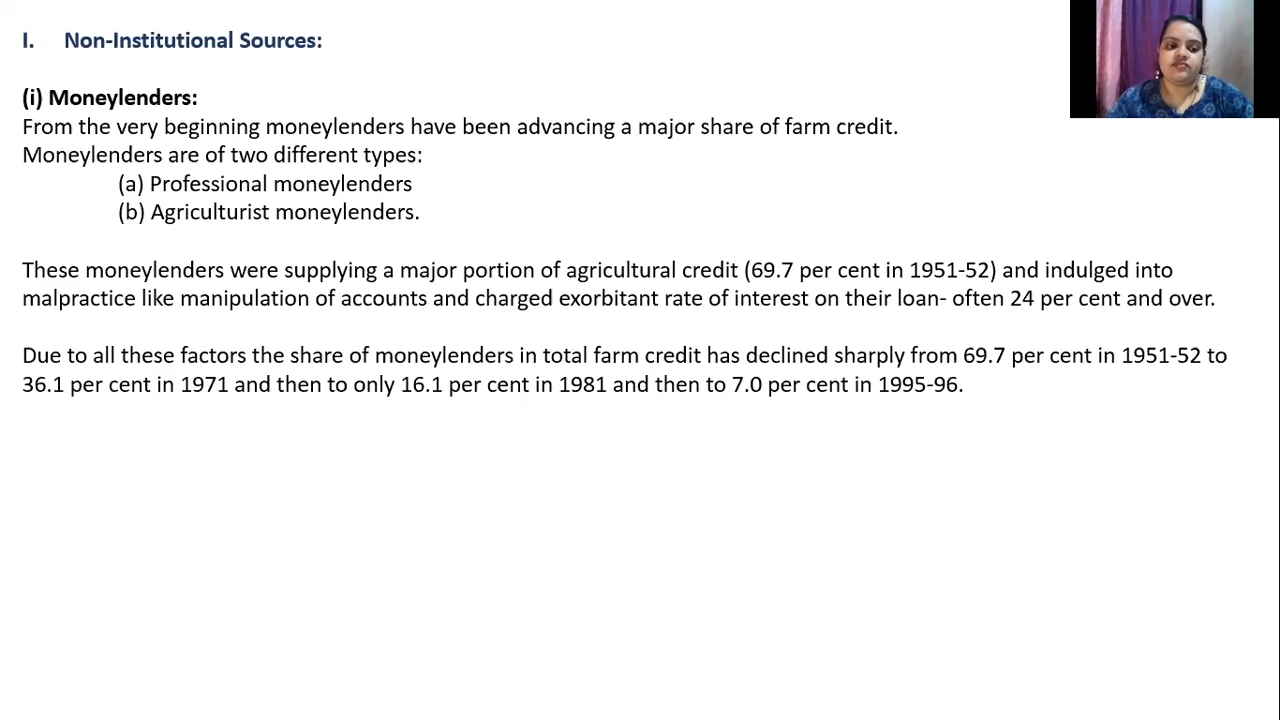 I. Non-Institutional Sources:
(i) Moneylenders:
From the very beginning moneylenders have been advancing a major share of farm credit.
Moneylenders are of two different types:
(a) Professional moneylenders
(b) Agriculturist moneylenders.
These moneylenders were supplying a major portion of agricultural credit (69.7 per cent in 1951-52) and indulged into
malpractice like manipulation of accounts and charged exorbitant rate of interest on their loan- often 24 per cent and over.
Due to all these factors the share of moneylenders in total farm credit has declined sharply from 69.7 per cent in 1951-52 to
36.1 per cent in 1971 and then to only 16.1 per cent in 1981 and then to 7.0 per cent in 1995-96.